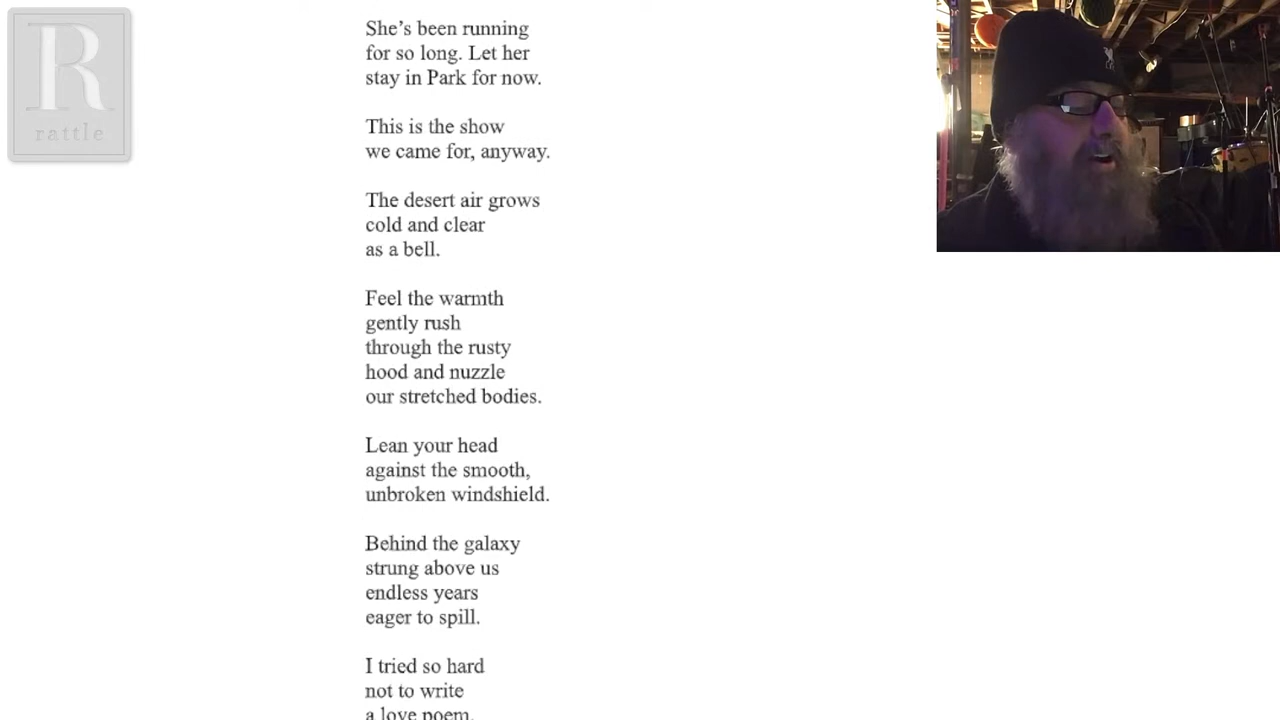 R
rattle
She’s been running
for so long. Let her
stay in Park for now.
This is the show
we came for, anyway.
The desert air grows
cold and clear
as a bell.
Feel the warmth
gently rush
through the rusty
hood and nuzzle
our stretched bodies.
Lean your head
against the smooth,
unbroken windshield.
Behind the galaxy
strung above us
endless years
eager to spill.
I tried so hard
not to write
a love poem.